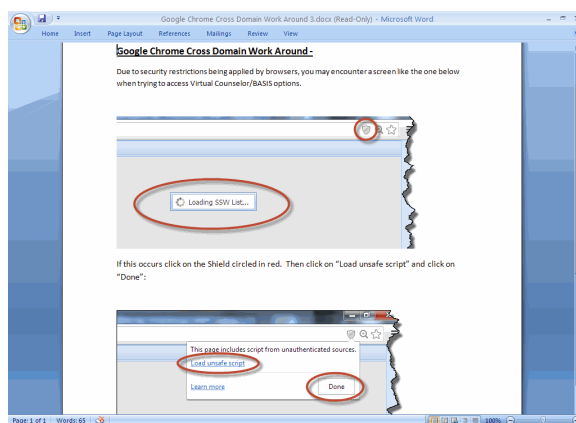 Google Chrome Cross Domain Work Around 3.docx (Read-Only) - Microsoft Word
Home Insert Page Layout References Mailings Review View
Google Chrome Cross Domain Work Around -
Due to security restrictions being applied by browsers, you may encounter a screen like the one below
when trying to access Virtual Counselor/BASIS options.
Loading SSW List...
If this occurs click on the Shield circled in red. Then click on “Load unsafe script” and click on
“Done”:
This page includes script from unauthenticated sources.
Load unsafe script
Learn more Done
Page: 1 of 1 Words: 65 100%